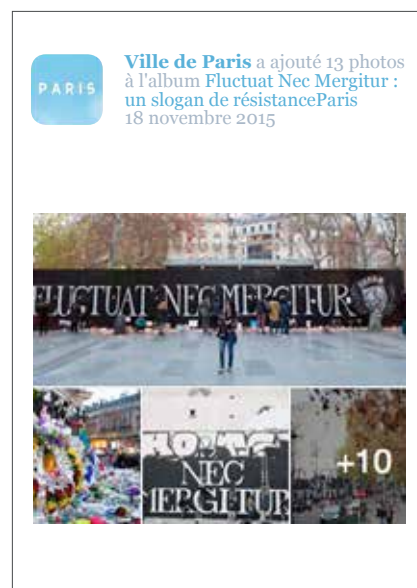 PARIS
Ville de Paris a ajouté 13 photos
à l'album Fluctuat Nec Mergitur :
un slogan de résistanceParis
18 novembre 2015
FLUCTUAT NEC MERGITUR
NEC
MERGITUR
+10